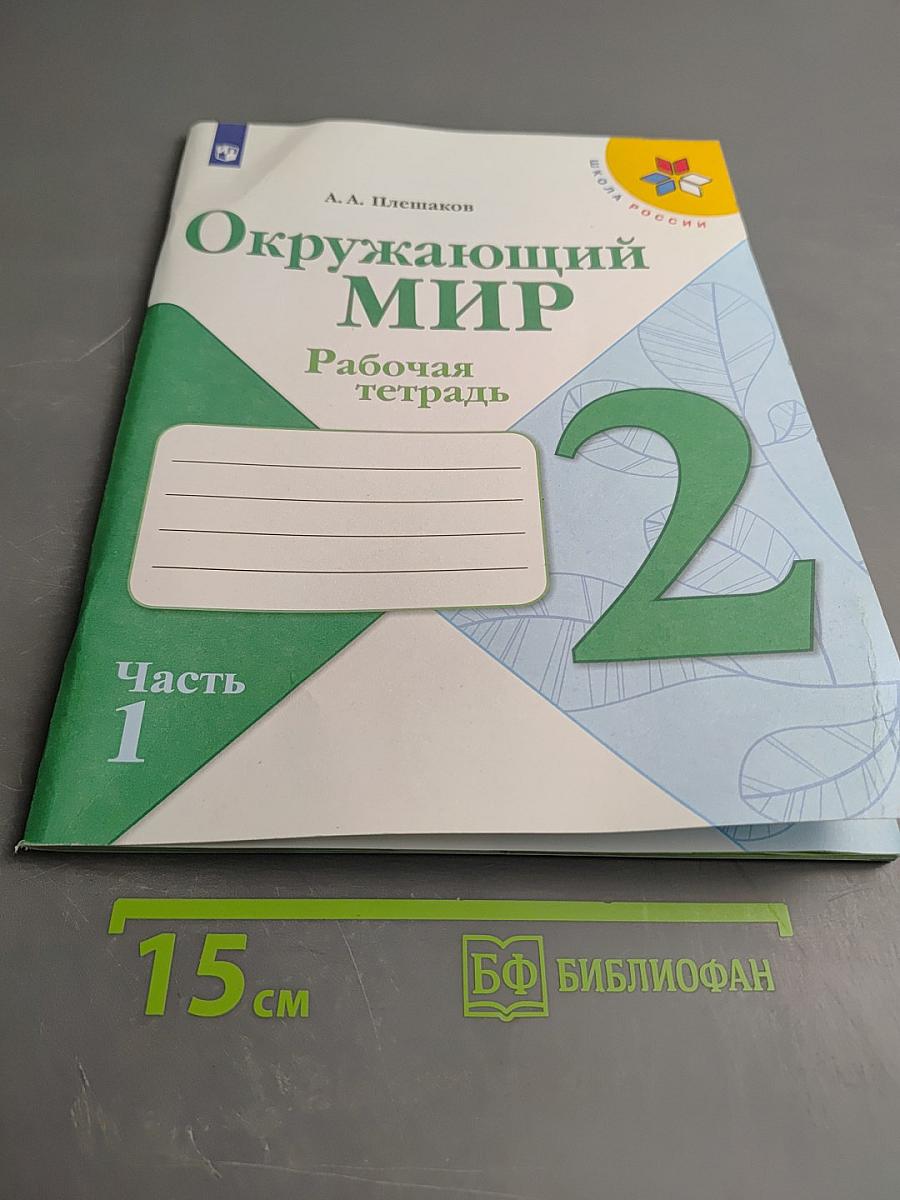 А. А. Плешаков
ШКОЛА РОССИИ
Окружающий
МИР
Рабочая
тетрадь
2
Часть
1
15 см
БФ БИБЛИОФАН